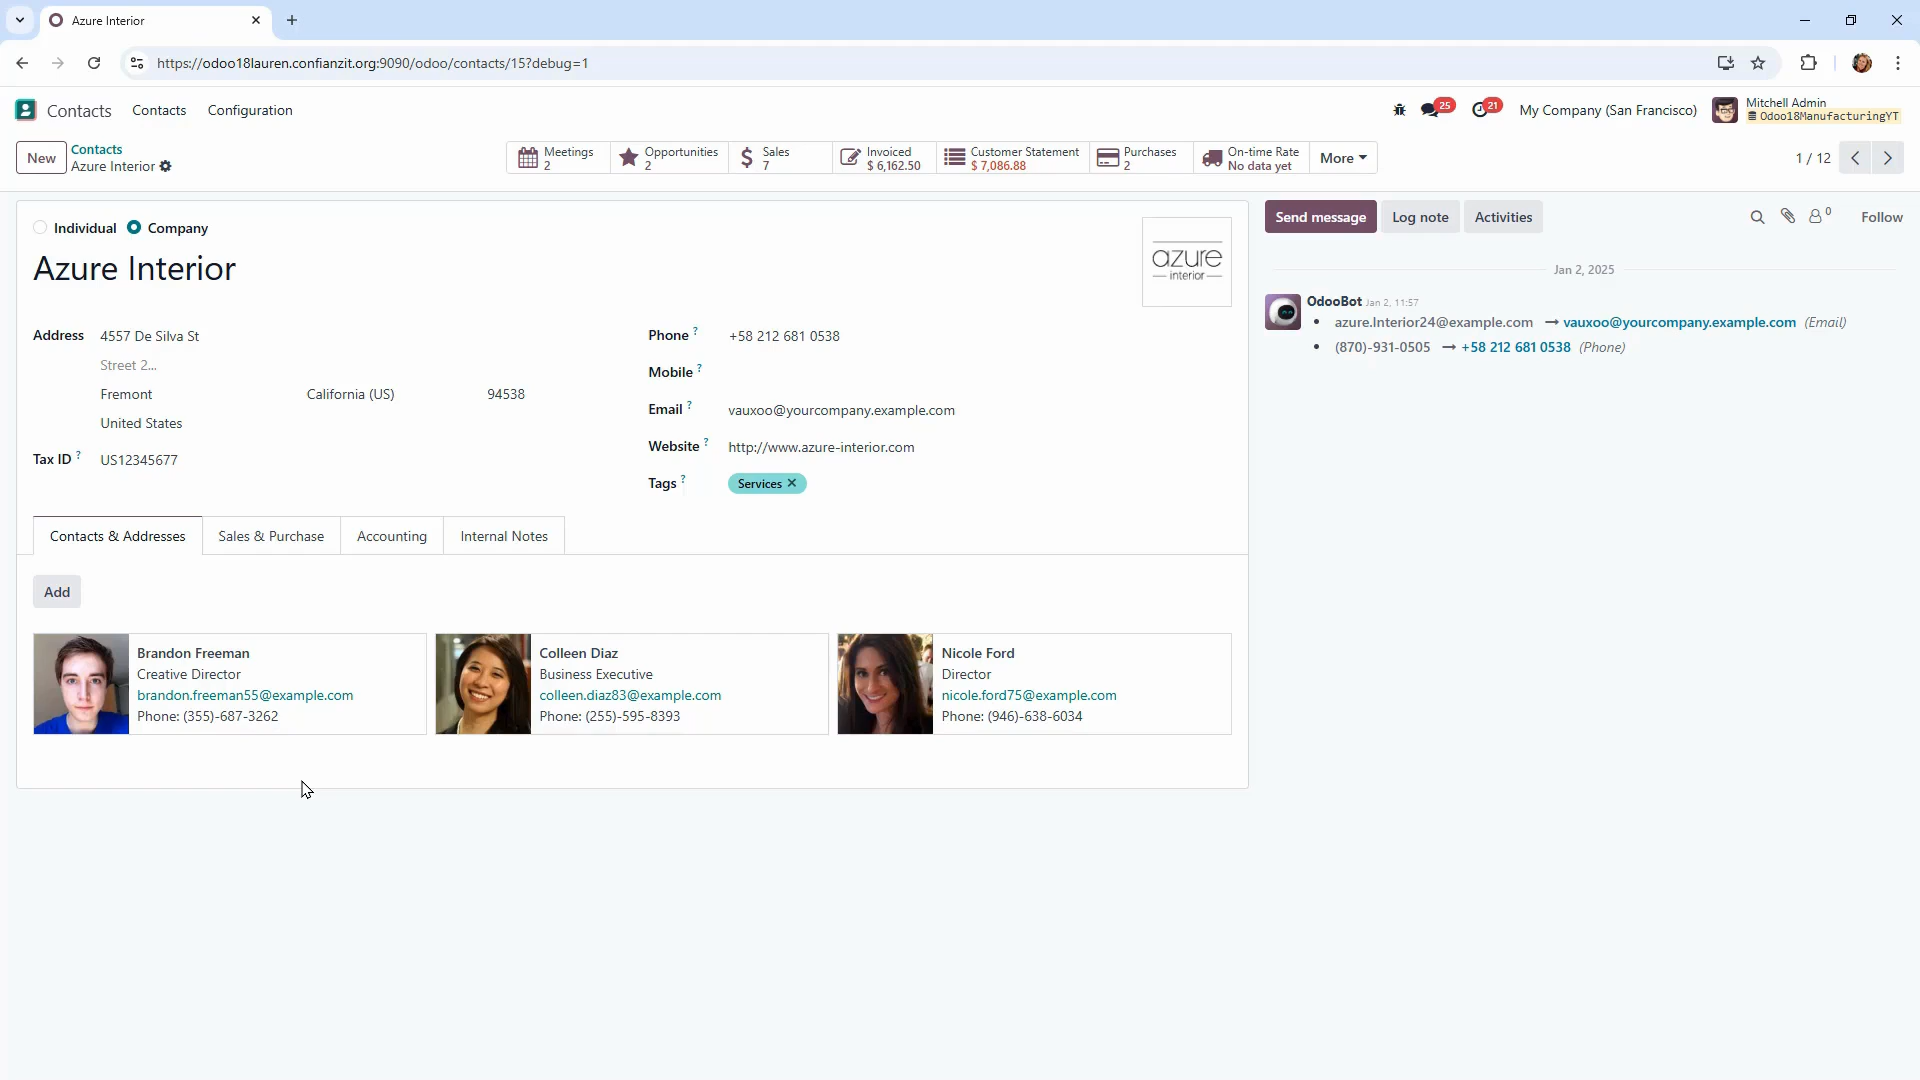 Azure Interior
https://odoo18lauren.confianzit.org:9090/odoo/contacts/15?debug=1
Contacts Contacts Configuration 25 21 My Company (San Francisco) Mitchell Admin
Odoo18ManufacturingYT
New
Contacts
Azure Interior
Meetings
2
Opportunities
2
Sales
7
Invoiced
$ 6,162.50
Customer Statement
$ 7,086.88
Purchases
2
On-time Rate
No data yet
More
1 / 12
Individual Company
Azure Interior
azure
interior
Address 4557 De Silva St
Street 2...
Fremont California (US) 94538
United States
Tax ID ? US12345677
Phone ? +58 212 681 0538
Mobile ?
Email ? vauxoo@yourcompany.example.com
Website ? http://www.azure-interior.com
Tags ? Services
Contacts & Addresses Sales & Purchase Accounting Internal Notes
Add
Brandon Freeman
Creative Director
brandon.freeman55@example.com
Phone: (355)-687-3262
Colleen Diaz
Business Executive
colleen.diaz83@example.com
Phone: (255)-595-8393
Nicole Ford
Director
nicole.ford75@example.com
Phone: (946)-638-6034
Send message Log note Activities 0 Follow
Jan 2, 2025
OdooBot Jan 2, 11:57
• azure.Interior24@example.com → vauxoo@yourcompany.example.com (Email)
• (870)-931-0505 → +58 212 681 0538 (Phone)